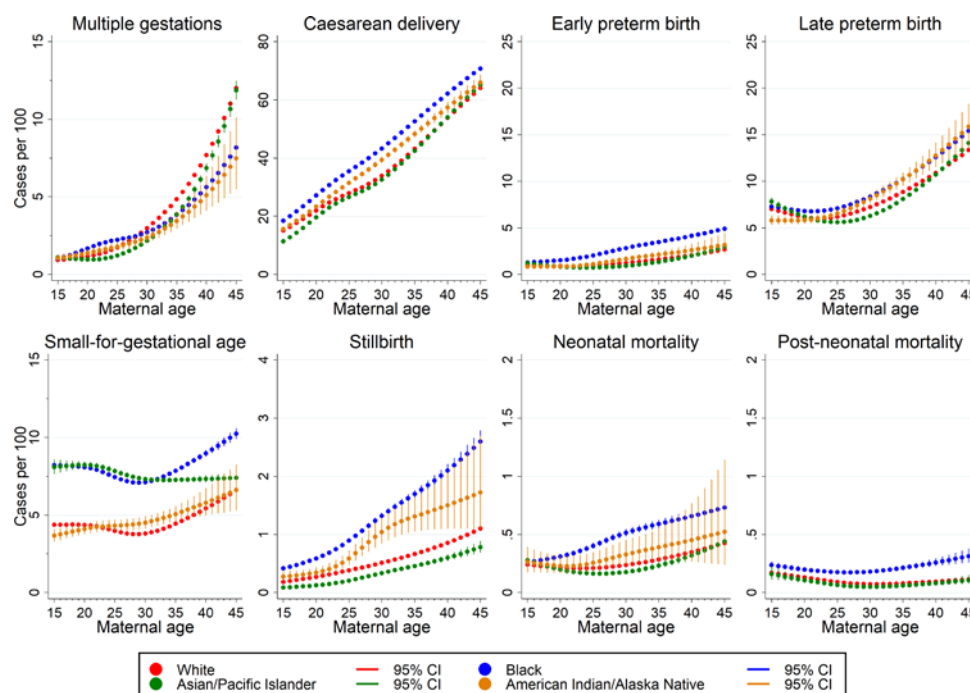 Multiple gestations
Caesarean delivery
Early preterm birth
Late preterm birth
Cases per 100
0 5 10 15
0 20 40 60 80
0 5 10 15 20 25
0 5 10 15 20 25
15 20 25 30 35 40 45
15 20 25 30 35 40 45
15 20 25 30 35 40 45
15 20 25 30 35 40 45
Maternal age
Maternal age
Maternal age
Maternal age
Small-for-gestational age
Stillbirth
Neonatal mortality
Post-neonatal mortality
Cases per 100
0 5 10 15
0 1 2 3 4
0 .5 1 1.5 2
0 .5 1 1.5 2
15 20 25 30 35 40 45
15 20 25 30 35 40 45
15 20 25 30 35 40 45
15 20 25 30 35 40 45
Maternal age
Maternal age
Maternal age
Maternal age
White 95% CI Black 95% CI
Asian/Pacific Islander 95% CI American Indian/Alaska Native 95% CI